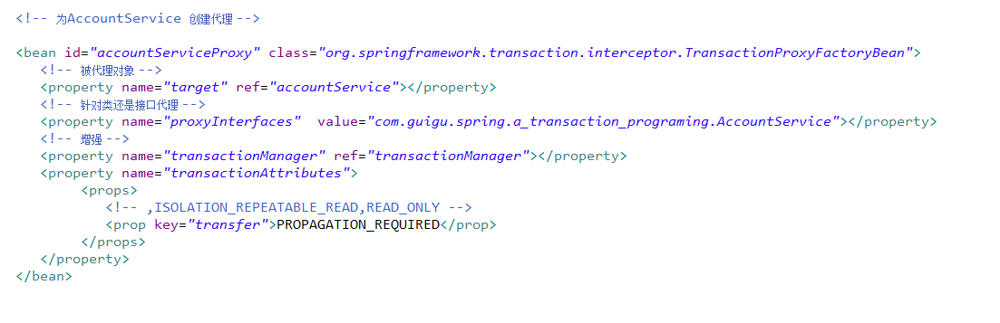 <!-- 为AccountService 创建代理 -->
<bean id="accountServiceProxy" class="org.springframework.transaction.interceptor.TransactionProxyFactoryBean">
<!-- 被代理对象 -->
<property name="target" ref="accountService"></property>
<!-- 针对类还是接口代理 -->
<property name="proxyInterfaces"  value="com.guigu.spring.a_transaction_programing.AccountService"></property>
<!-- 增强 -->
<property name="transactionManager" ref="transactionManager"></property>
<property name="transactionAttributes">
<props>
<!-- ,ISOLATION_REPEATABLE_READ,READ_ONLY -->
<prop key="transfer">PROPAGATION_REQUIRED</prop>
</props>
</property>
</bean>